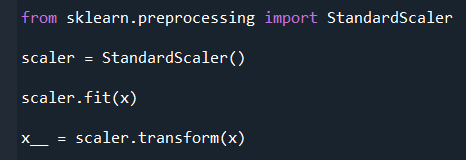 from sklearn.preprocessing import StandardScaler
scaler = StandardScaler()
scaler.fit(x)
x__ = scaler.transform(x)